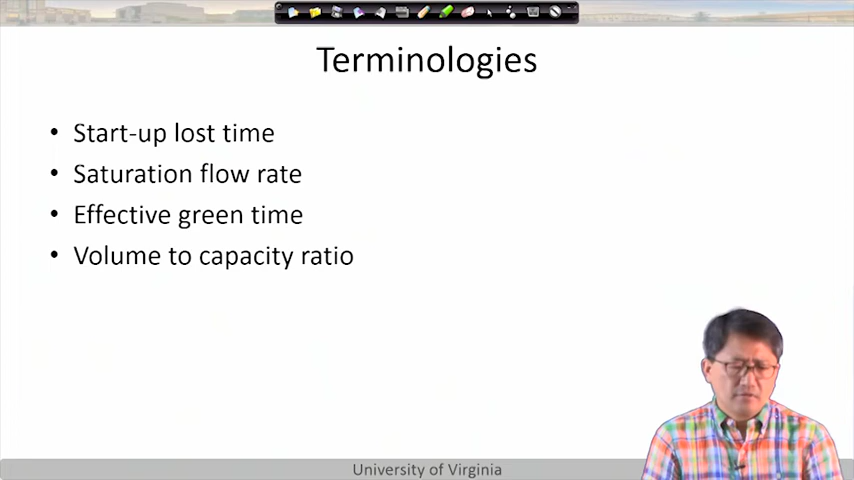 Terminologies
• Start-up lost time
• Saturation flow rate
• Effective green time
• Volume to capacity ratio
University of Virginia